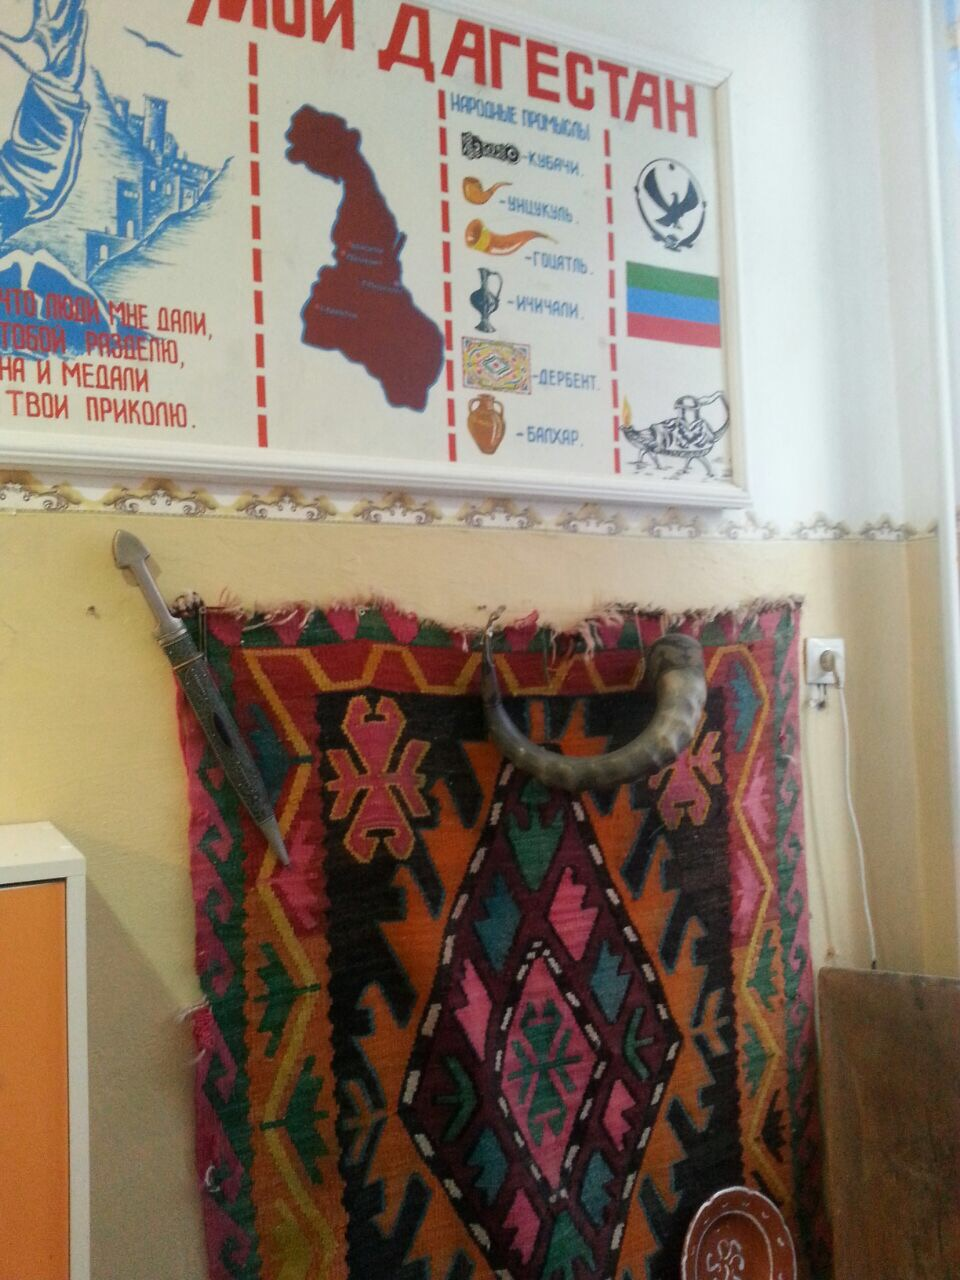 МОЙ ДАГЕСТАН
ЧТО ЛЮДИ МНЕ ДАЛИ,
ТОБОЙ РАЗДЕЛЮ,
НА И МЕДАЛИ
ТВОИ ПРИКОЛЮ.
НАРОДНЫЕ ПРОМЫСЛЫ
-КУБАЧИ.
-УНЦУКУЛЬ.
-ГОЦАТЛЬ.
-ИЧИЧАЛИ.
-ДЕРБЕНТ.
-БАЛХАР.